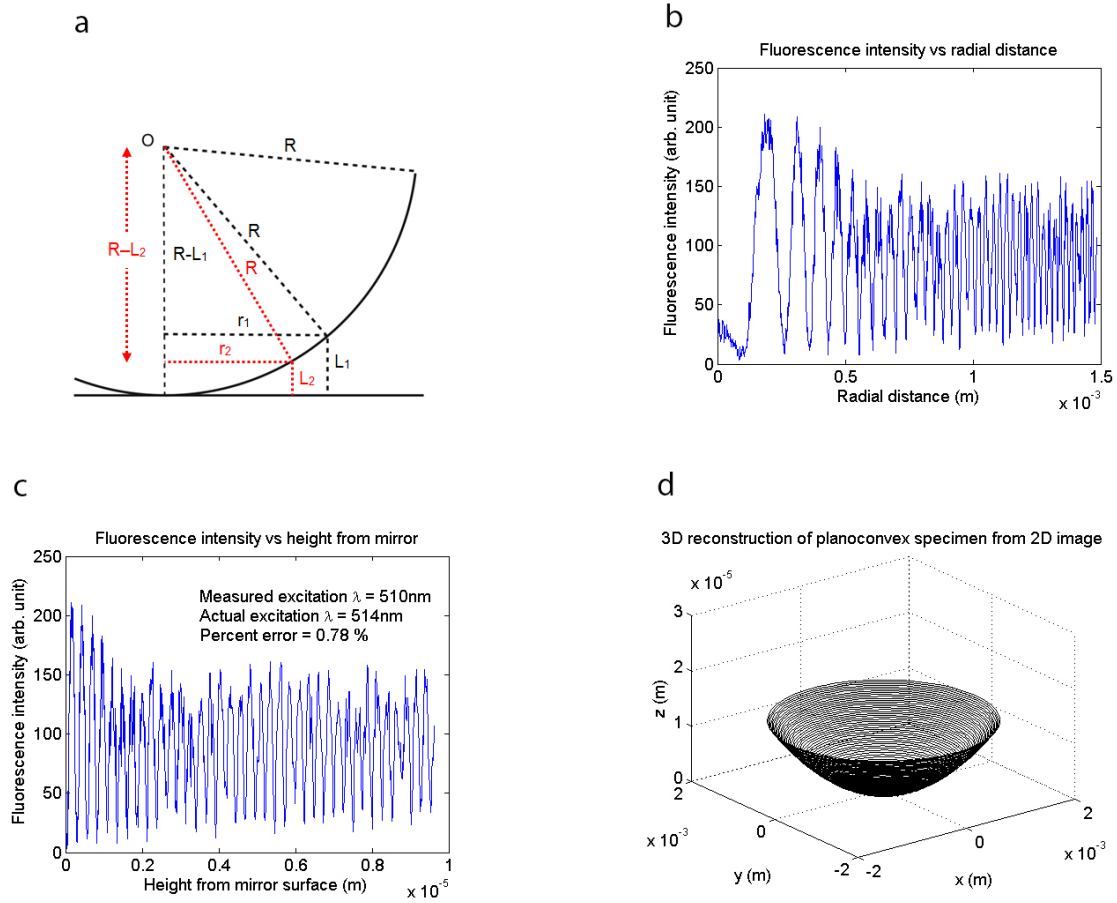 a
O
R
R
R
R–L2
R-L1
r1
r2
L1
L2
b
Fluorescence intensity vs radial distance
Fluorescence intensity (arb. unit)
250
200
150
100
50
0
0
0.5
1
1.5
x 10-3
Radial distance (m)
c
Fluorescence intensity vs height from mirror
Measured excitation λ = 510nm
Actual excitation λ = 514nm
Percent error = 0.78 %
Fluorescence intensity (arb. unit)
250
200
150
100
50
0
0
0.2
0.4
0.6
0.8
1
x 10-5
Height from mirror surface (m)
d
3D reconstruction of planoconvex specimen from 2D image
x 10-5
3
2
1
0
z (m)
2
0
-2
x 10-3
y (m)
-2
0
2
x 10-3
x (m)